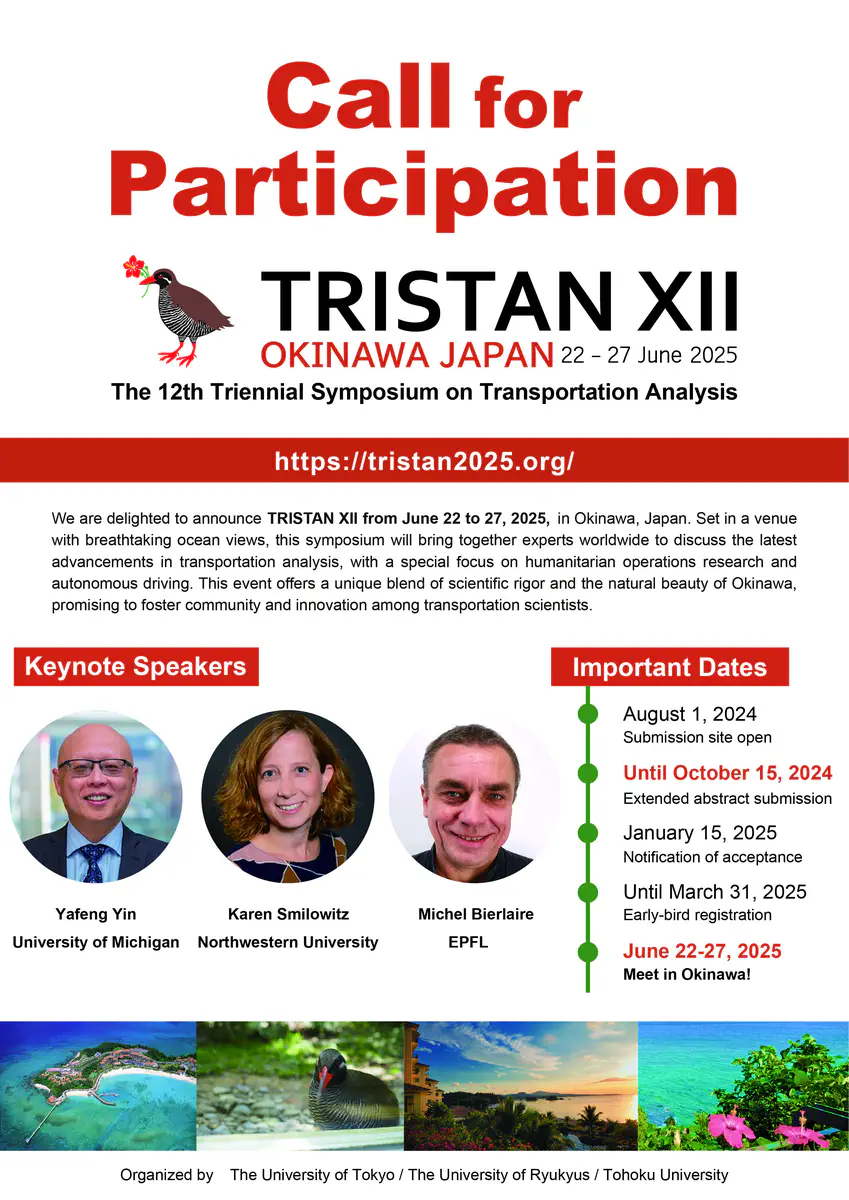 Call for
Participation
TRISTAN XII
OKINAWA JAPAN 22 – 27 June 2025
The 12th Triennial Symposium on Transportation Analysis
https://tristan2025.org/
We are delighted to announce TRISTAN XII from June 22 to 27, 2025, in Okinawa, Japan. Set in a venue
with breathtaking ocean views, this symposium will bring together experts worldwide to discuss the latest
advancements in transportation analysis, with a special focus on humanitarian operations research and
autonomous driving. This event offers a unique blend of scientific rigor and the natural beauty of Okinawa,
promising to foster community and innovation among transportation scientists.
Keynote Speakers
Yafeng Yin
University of Michigan
Karen Smilowitz
Northwestern University
Michel Bierlaire
EPFL
Important Dates
August 1, 2024
Submission site open
Until October 15, 2024
Extended abstract submission
January 15, 2025
Notification of acceptance
Until March 31, 2025
Early-bird registration
June 22-27, 2025
Meet in Okinawa!
Organized by The University of Tokyo / The University of Ryukyus / Tohoku University